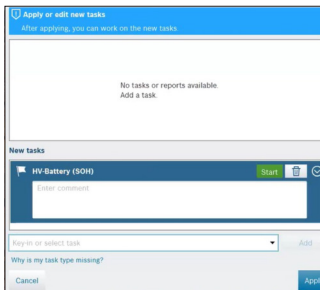 Apply or edit new tasks
After applying, you can work on the new tasks
No tasks or reports available.
Add a task.
New tasks
HV-Battery (SOH)
Start
Enter comment
Key-in or select task
Add
Why is my task type missing?
Cancel
Appl